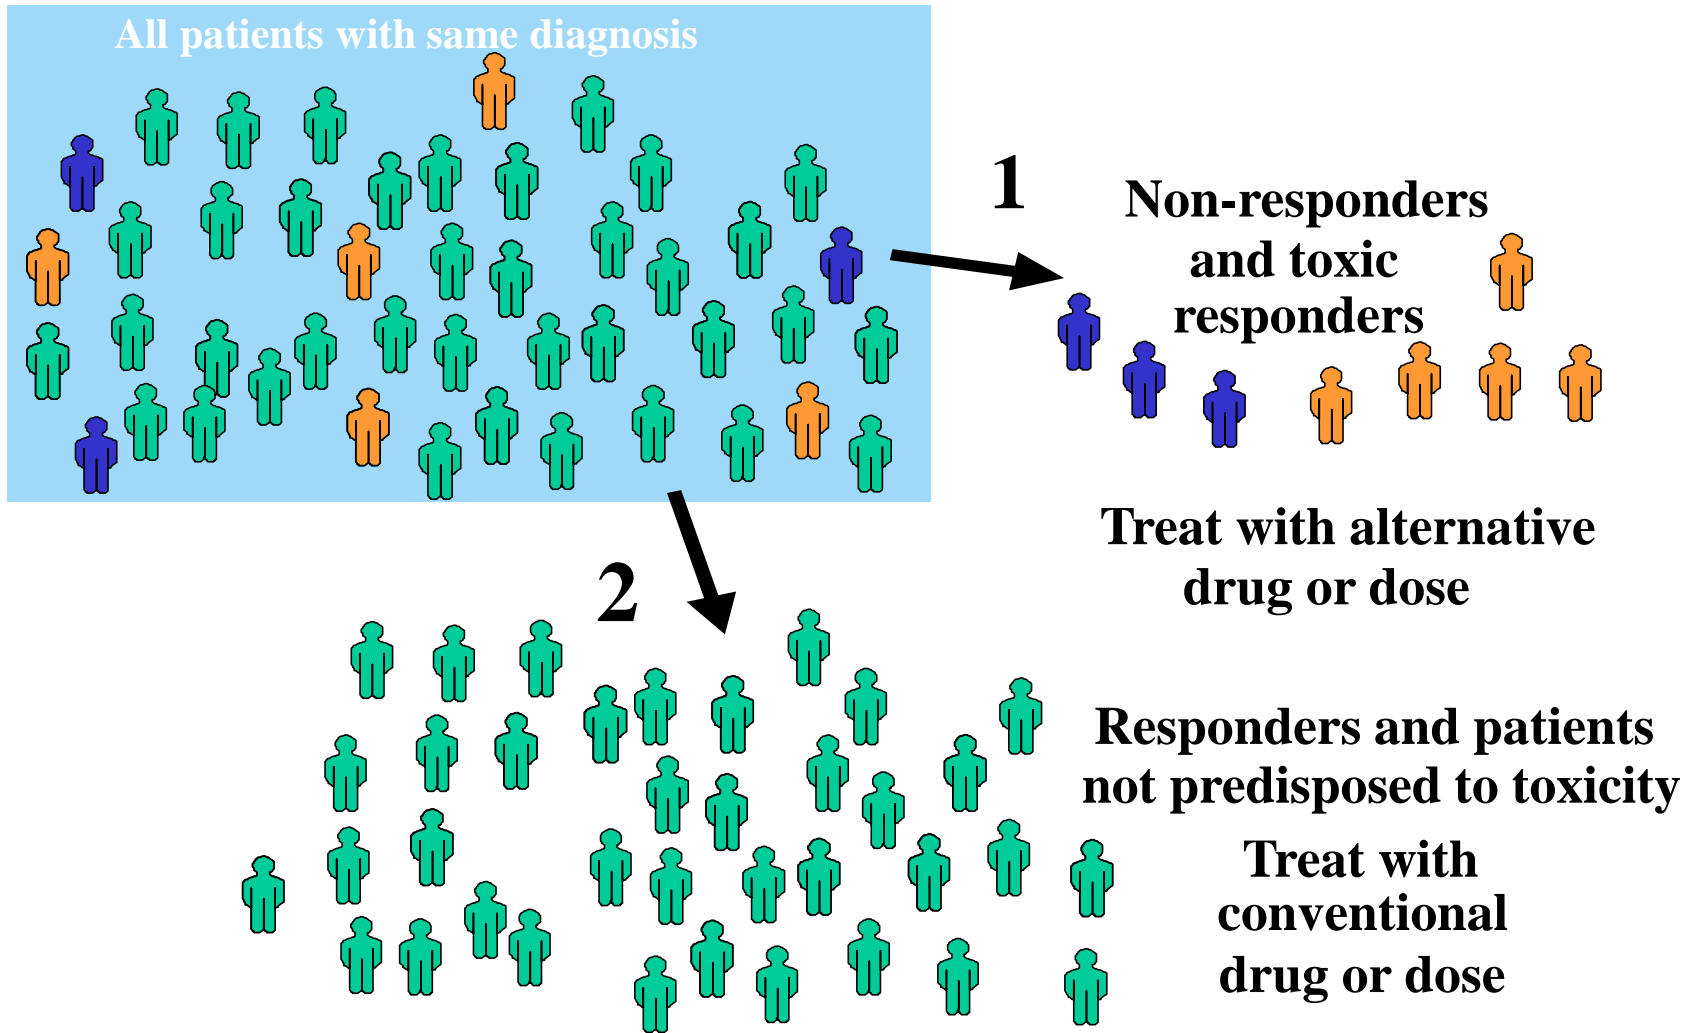 All patients with same diagnosis
1
Non-responders
and toxic
responders
Treat with alternative
drug or dose
2
Responders and patients
not predisposed to toxicity
Treat with
conventional
drug or dose